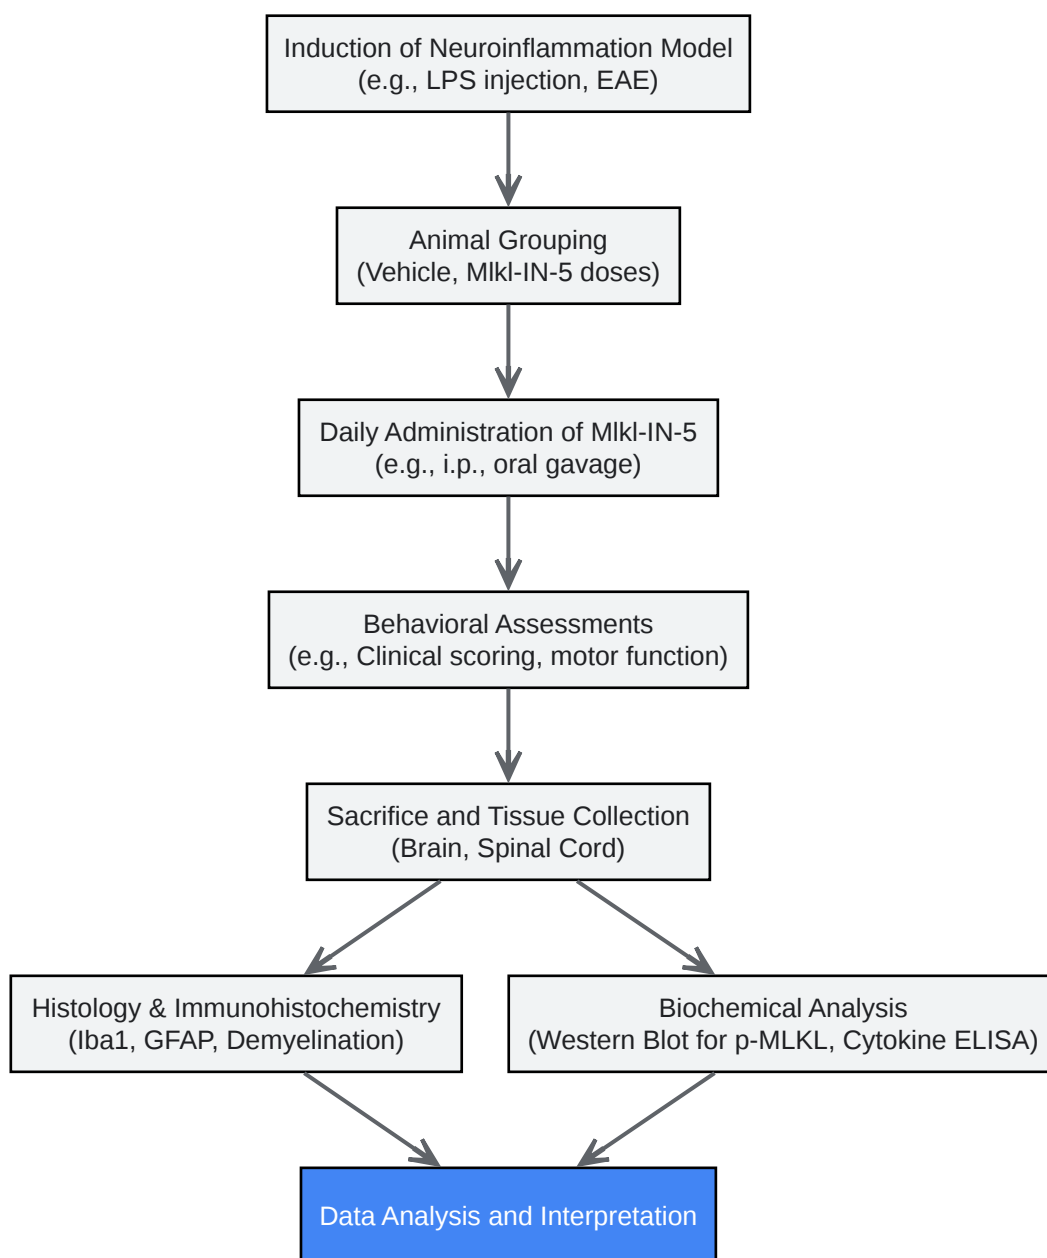 Induction of Neuroinflammation Model
(e.g., LPS injection, EAE)
Animal Grouping
(Vehicle, Mlkl-IN-5 doses)
Daily Administration of Mlkl-IN-5
(e.g., i.p., oral gavage)
Behavioral Assessments
(e.g., Clinical scoring, motor function)
Sacrifice and Tissue Collection
(Brain, Spinal Cord)
Histology & Immunohistochemistry
(Iba1, GFAP, Demyelination)
Biochemical Analysis
(Western Blot for p-MLKL, Cytokine ELISA)
Data Analysis and Interpretation